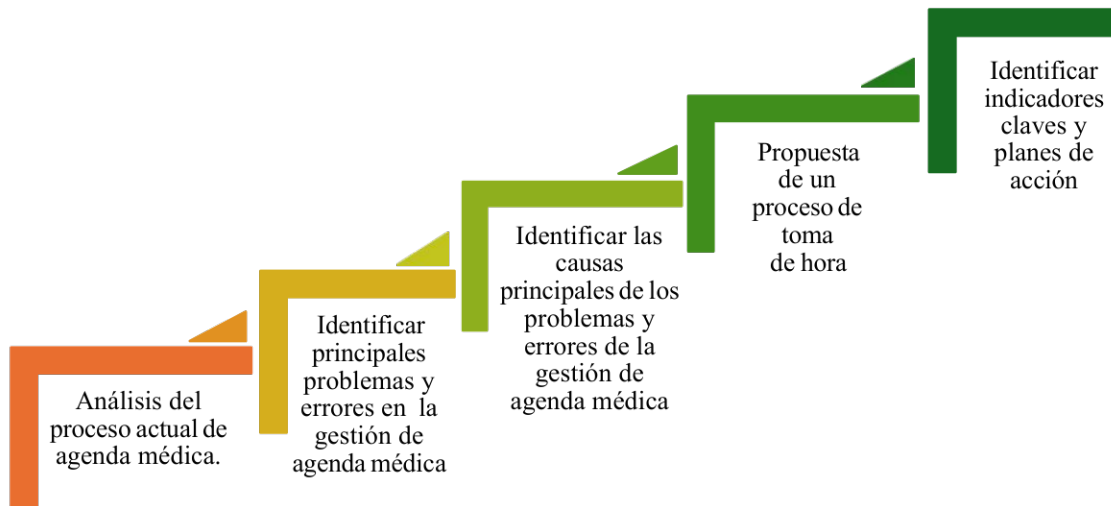 Análisis del
proceso actual de
agenda médica.
Identificar
principales
problemas y
errores en la
gestión de
agenda médica
Identificar las
causas
principales de los
problemas y
errores de la
gestión de
agenda médica
Propuesta
de un
proceso de
toma
de hora
Identificar
indicadores
claves y
planes de
acción